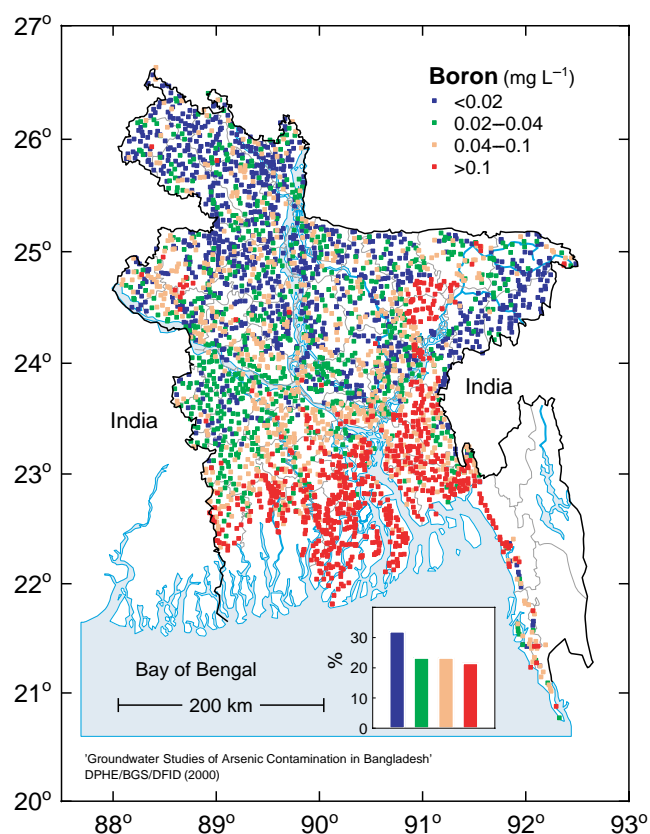 27°
26°
25°
24°
23°
22°
21°
20°
Boron (mg L⁻¹)
<0.02
0.02–0.04
0.04–0.1
>0.1
India
India
Bay of Bengal
200 km
%
30
20
10
0
'Groundwater Studies of Arsenic Contamination in Bangladesh'
DPHE/BGS/DFID (2000)
88° 89° 90° 91° 92° 93°